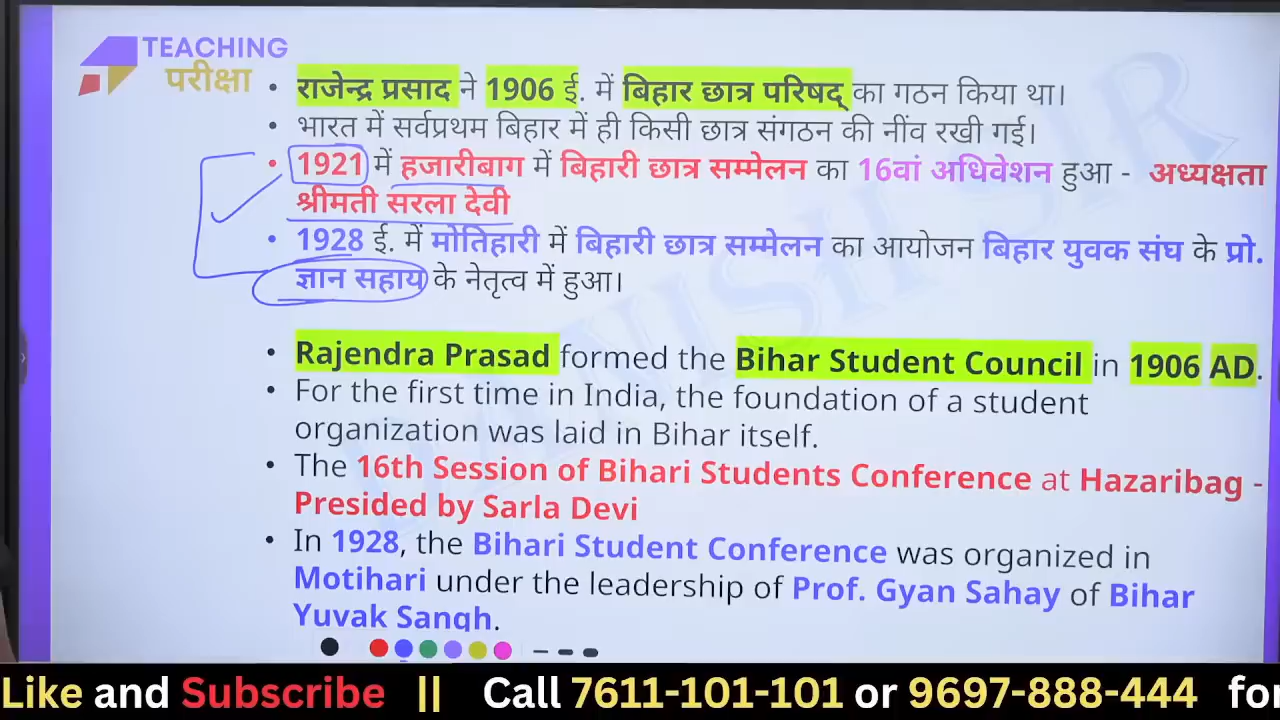 TEACHING
परीक्षा
• राजेन्द्र प्रसाद ने 1906 ई. में बिहार छात्र परिषद् का गठन किया था।
• भारत में सर्वप्रथम बिहार में ही किसी छात्र संगठन की नींव रखी गई।
• 1921 में हजारीबाग में बिहारी छात्र सम्मेलन का 16वां अधिवेशन हुआ - अध्यक्षता
श्रीमती सरला देवी
• 1928 ई. में मोतिहारी में बिहारी छात्र सम्मेलन का आयोजन बिहार युवक संघ के प्रो.
ज्ञान सहाय के नेतृत्व में हुआ।
• Rajendra Prasad formed the Bihar Student Council in 1906 AD.
• For the first time in India, the foundation of a student
organization was laid in Bihar itself.
• The 16th Session of Bihari Students Conference at Hazaribag -
Presided by Sarla Devi
• In 1928, the Bihari Student Conference was organized in
Motihari under the leadership of Prof. Gyan Sahay of Bihar
Yuvak Sangh.
MANISH SIR
Like and Subscribe || Call 7611-101-101 or 9697-888-444 for